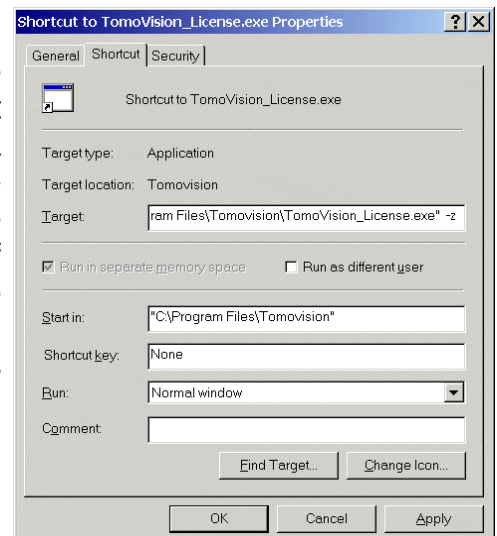 Shortcut to TomoVision_License.exe Properties
General Shortcut Security
Shortcut to TomoVision_License.exe
Target type: Application
Target location: Tomovision
Target: ram Files\Tomovision\TomoVision_License.exe" -z
Run in separate memory space Run as different user
Start in: "C:\Program Files\Tomovision"
Shortcut key: None
Run: Normal window
Comment:
Find Target... Change Icon...
OK Cancel Apply